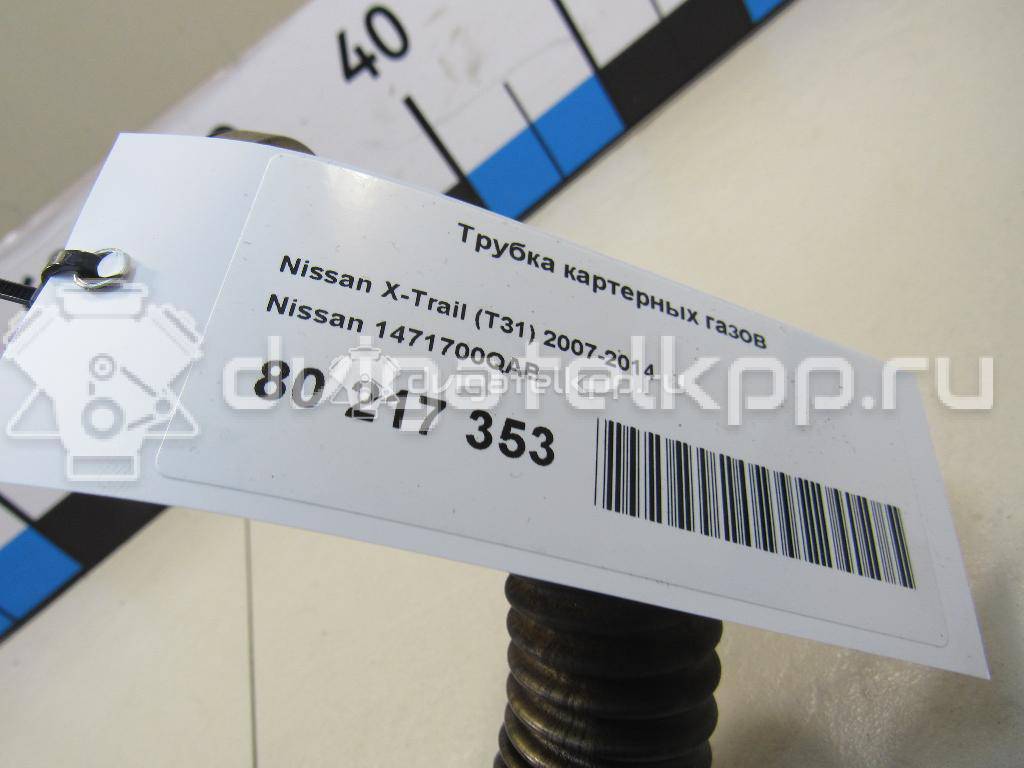 40
Трубка картерных газов
Nissan X-Trail (T31) 2007-2014
Nissan 1471700QAB
80 217 353
dvigatelkpp.ru